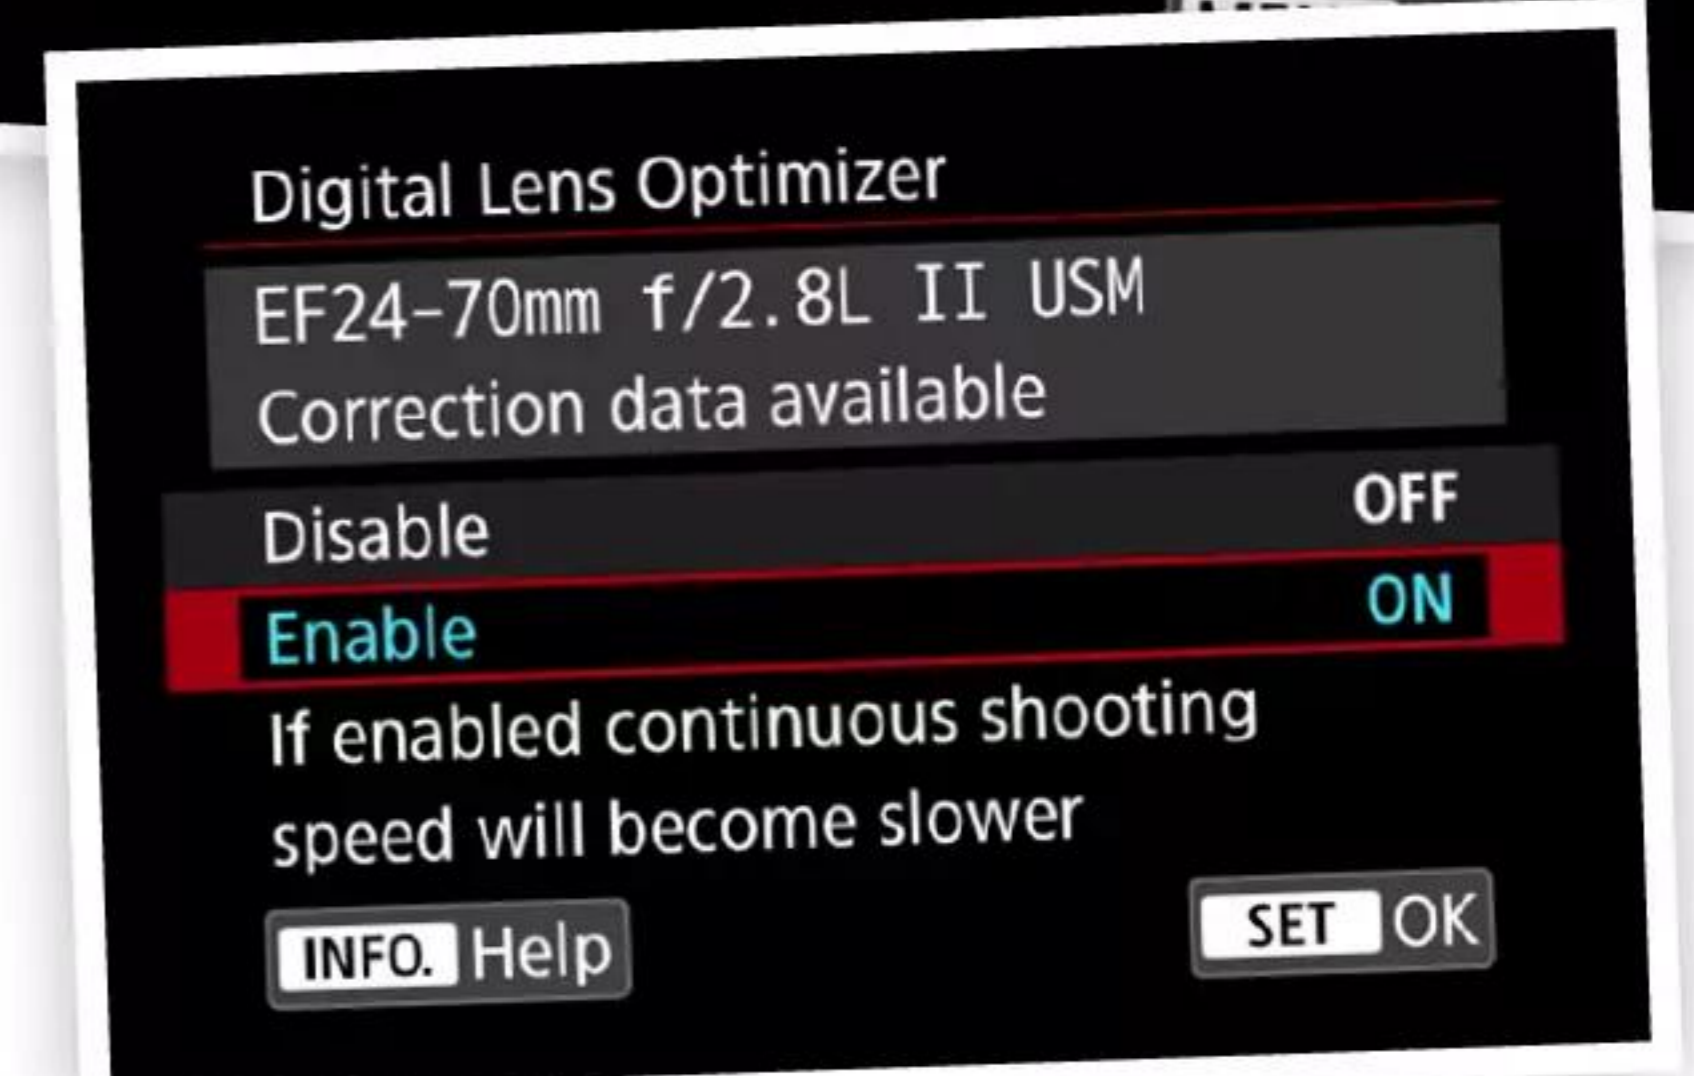 Digital Lens Optimizer
EF24-70mm f/2.8L II USM
Correction data available
Disable OFF
Enable ON
If enabled continuous shooting
speed will become slower
INFO. Help SET OK